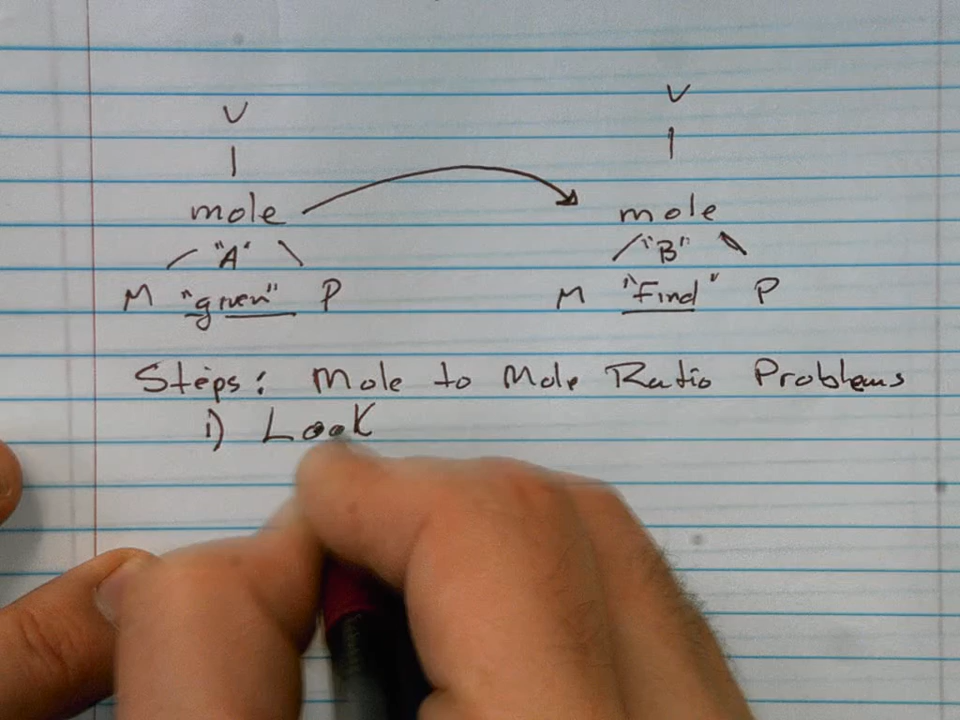 V V
mole mole
"A" "B"
M "given" P M "Find" P
Steps: Mole to Mole Ratio Problems
1) Look